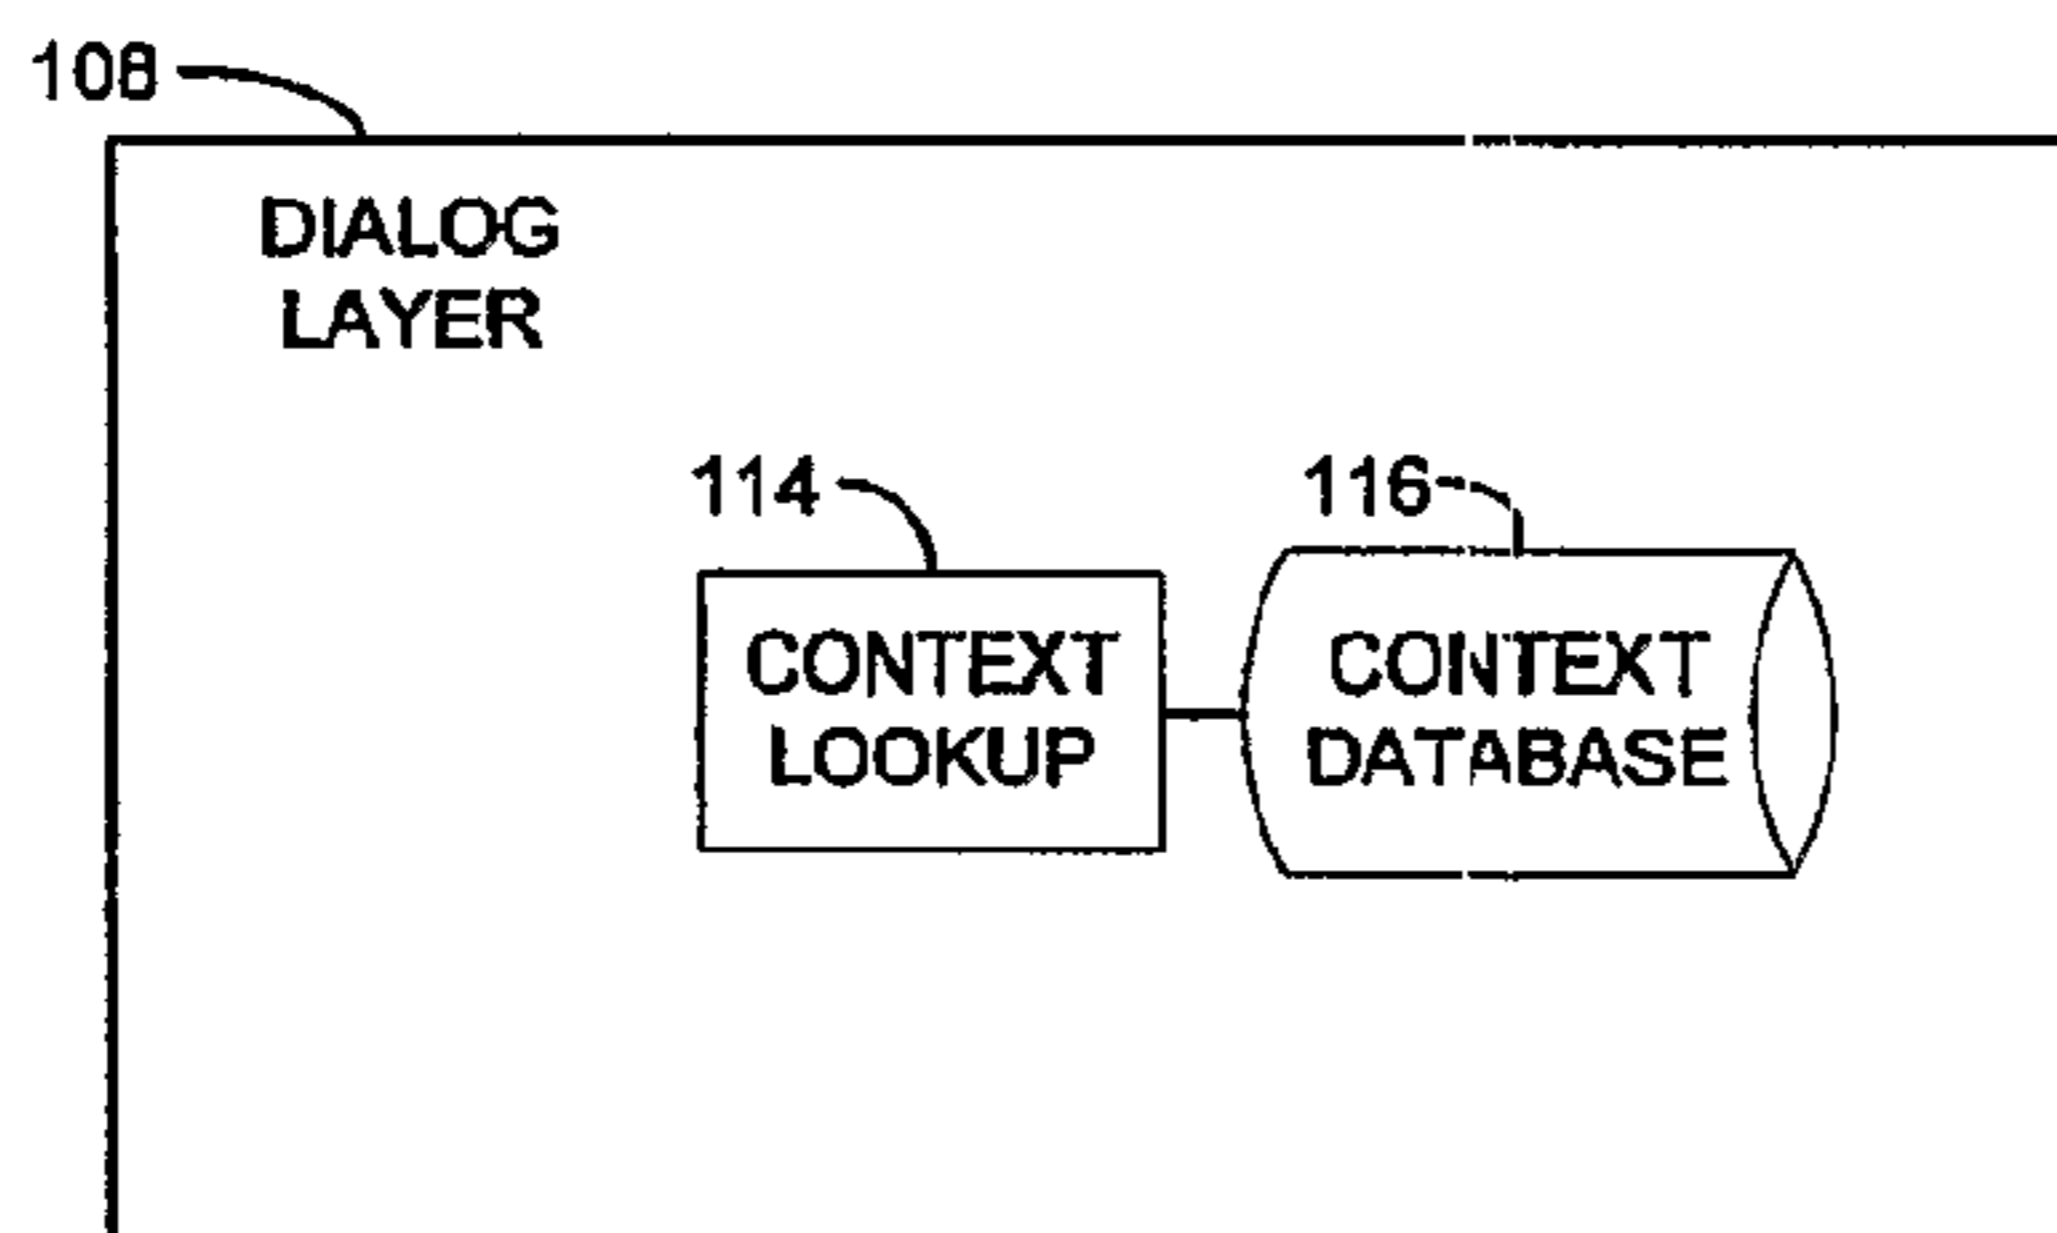 108
DIALOG
LAYER
114
116
CONTEXT
LOOKUP
CONTEXT
DATABASE